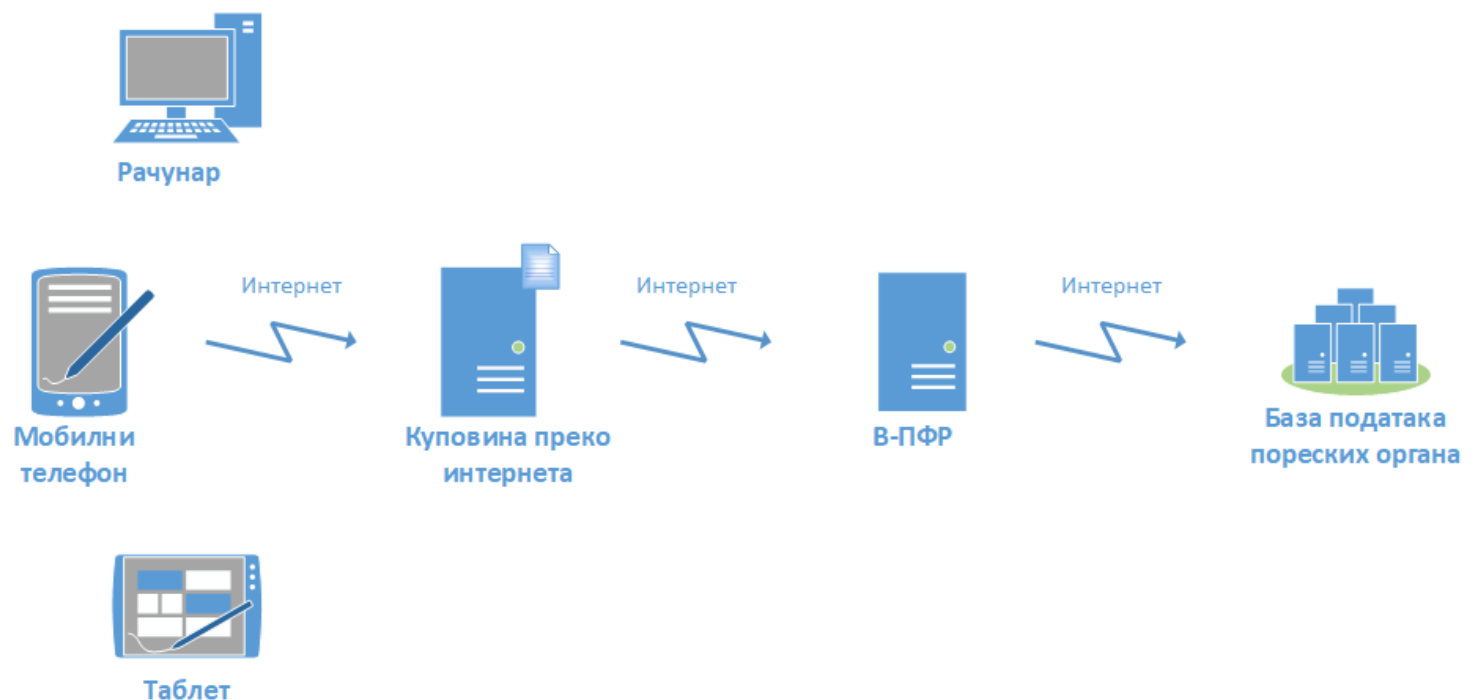 Рачунар
Интернет
Интернет
Интернет
Мобилни
телефон
Куповина преко
интернета
В-ПФР
База података
пореских органа
Таблет